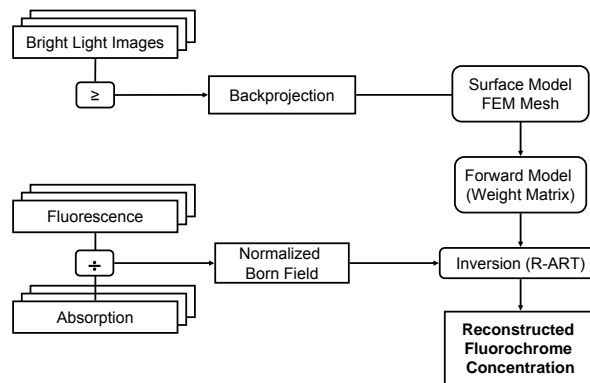 Bright Light Images
≥
Backprojection
Surface Model
FEM Mesh
Forward Model
(Weight Matrix)
Fluorescence
÷
Normalized
Born Field
Inversion (R-ART)
Absorption
Reconstructed
Fluorochrome
Concentration